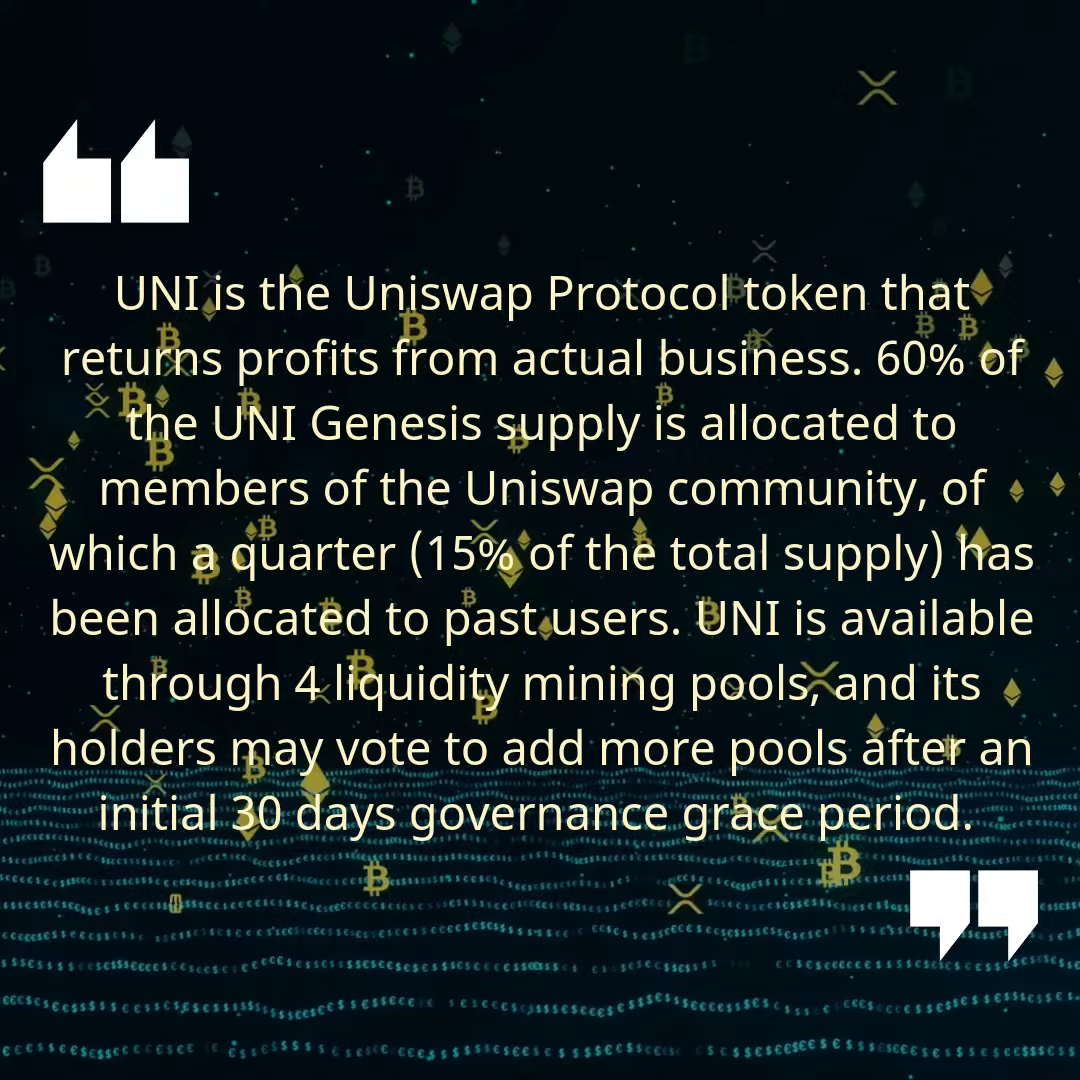 UNI is the Uniswap Protocol token that
returns profits from actual business. 60% of
the UNI Genesis supply is allocated to
members of the Uniswap community, of
which a quarter (15% of the total supply) has
been allocated to past users. UNI is available
through 4 liquidity mining pools, and its
holders may vote to add more pools after an
initial 30 days governance grace period.